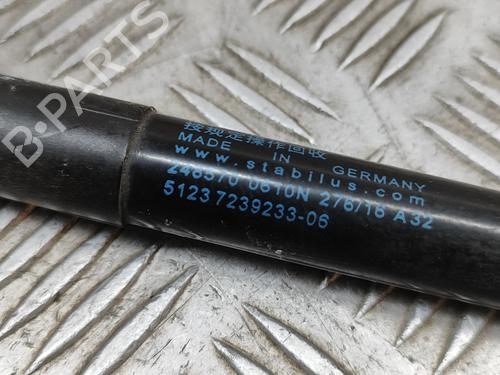 按规定操作回收
MADE IN GERMANY
www.stabilus.com
246570 0610N 276/16 A32
51237239233-06
B-PARTS